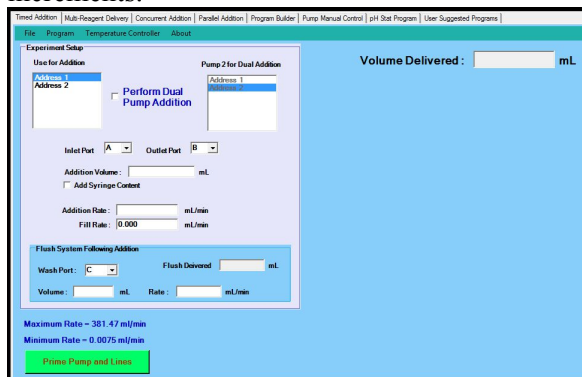 increments.
Timed Addition | Multi-Reagent Delivery | Concurrent Addition | Parallel Addition | Program Builder | Pump Manual Control | pH Stat Program | User Suggested Programs |
File Program Temperature Controller About
Experiment Setup
Volume Delivered : mL
Use for Addition Pump 2 for Dual Addition
Address 1 Address 1
Address 2 Address 2
Perform Dual
Pump Addition
Inlet Port A Outlet Port B
Addition Volume : mL
Add Syringe Content
Addition Rate : mL/min
Fill Rate : 0.000 mL/min
Flush System Following Addition
Wash Port : C Flush Deivered mL
Volume : mL Rate : mL/min
Maximum Rate = 381.47 ml/min
Minimum Rate = 0.0075 ml/min
Prime Pump and Lines